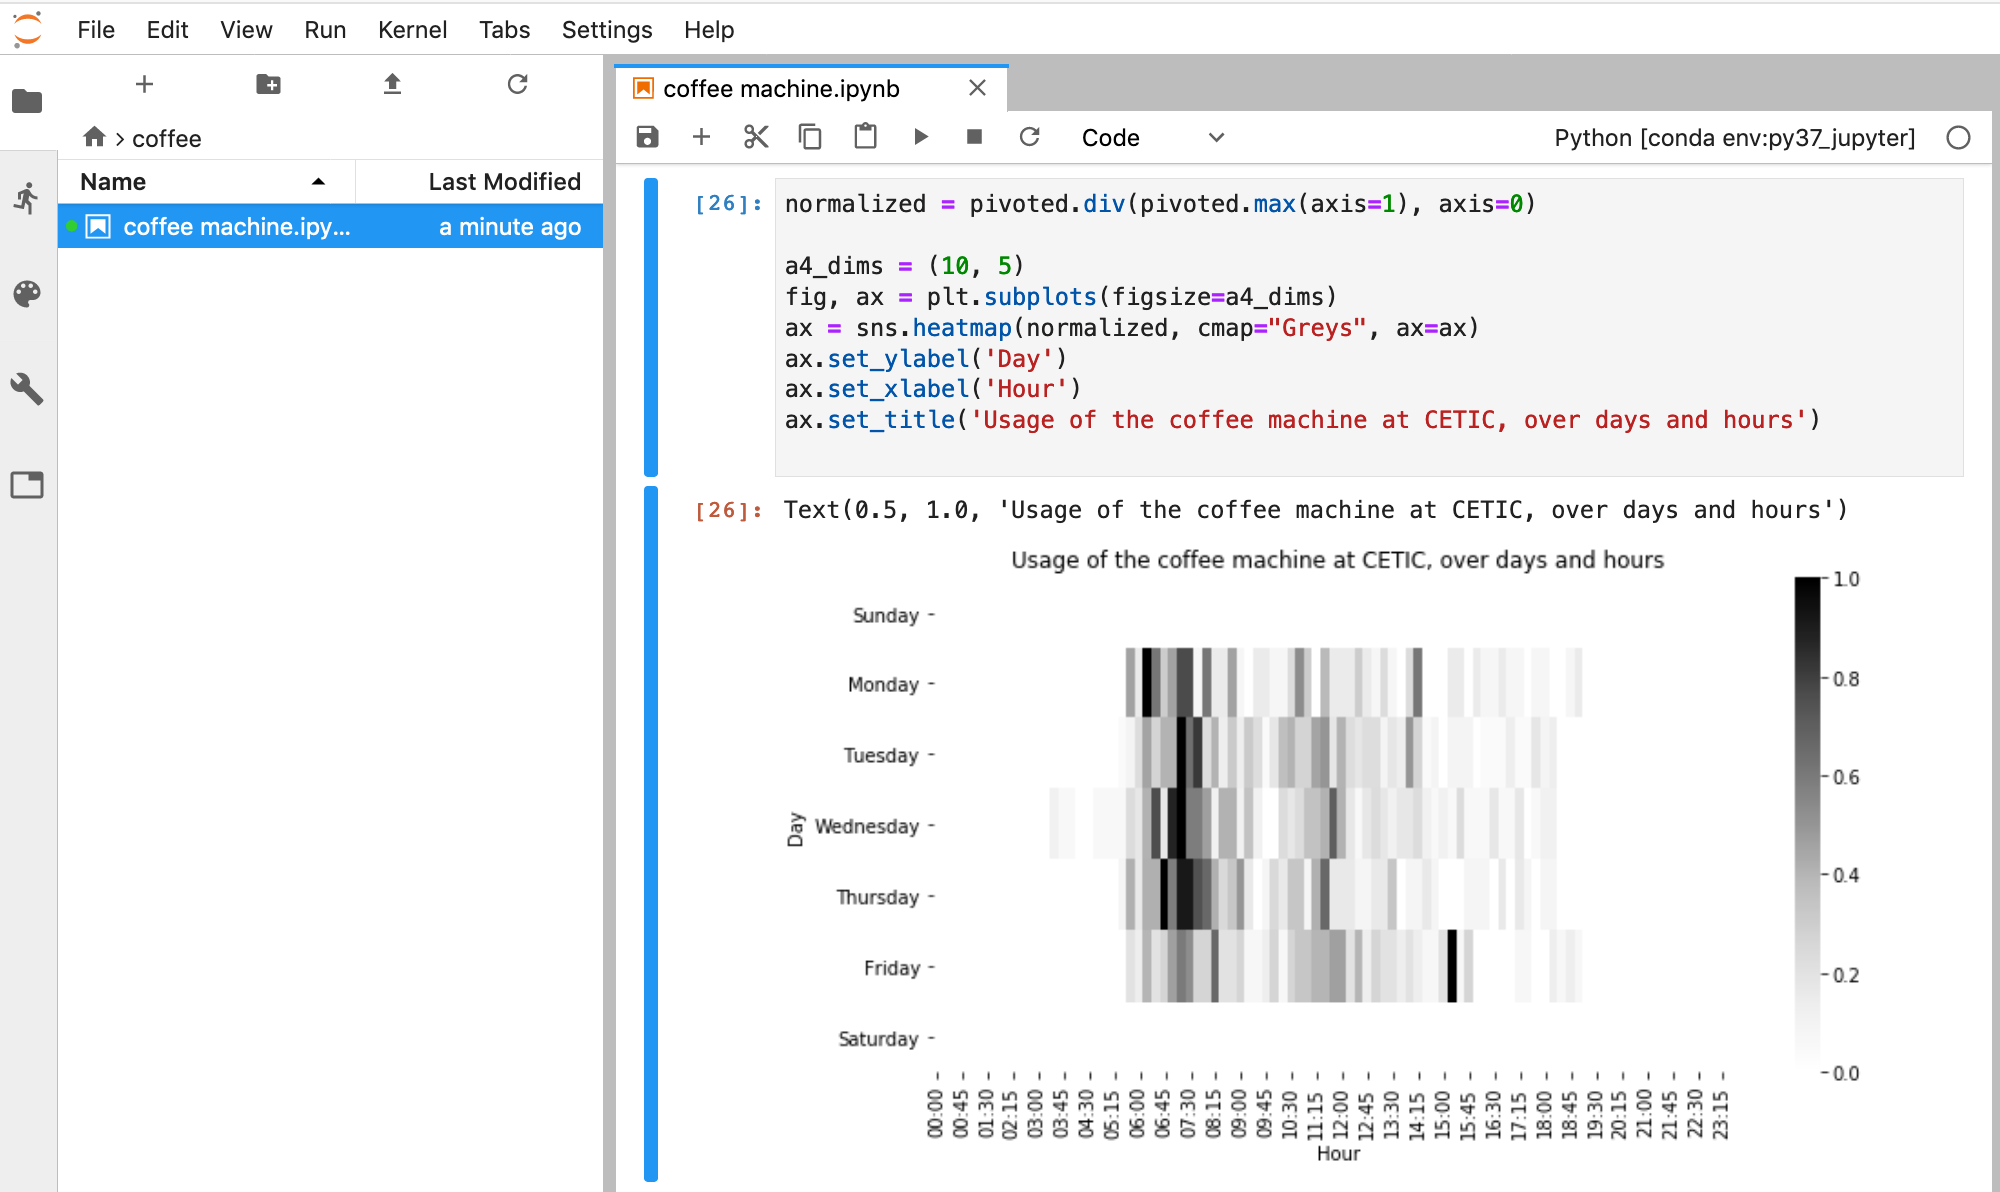 File Edit View Run Kernel Tabs Settings Help
coffee machine.ipynb
coffee
Code
Python [conda env:py37_jupyter]
Name Last Modified
coffee machine.ipy... a minute ago
[26]: normalized = pivoted.div(pivoted.max(axis=1), axis=0)
a4_dims = (10, 5)
fig, ax = plt.subplots(figsize=a4_dims)
ax = sns.heatmap(normalized, cmap="Greys", ax=ax)
ax.set_ylabel('Day')
ax.set_xlabel('Hour')
ax.set_title('Usage of the coffee machine at CETIC, over days and hours')
[26]: Text(0.5, 1.0, 'Usage of the coffee machine at CETIC, over days and hours')
Usage of the coffee machine at CETIC, over days and hours
Day
Sunday
Monday
Tuesday
Wednesday
Thursday
Friday
Saturday
1.0
0.8
0.6
0.4
0.2
0.0
00:00
00:45
01:30
02:15
03:00
03:45
04:30
05:15
06:00
06:45
07:30
08:15
09:00
09:45
10:30
11:15
12:00
12:45
13:30
14:15
15:00
15:45
16:30
17:15
18:00
18:45
19:30
20:15
21:00
21:45
22:30
23:15
Hour